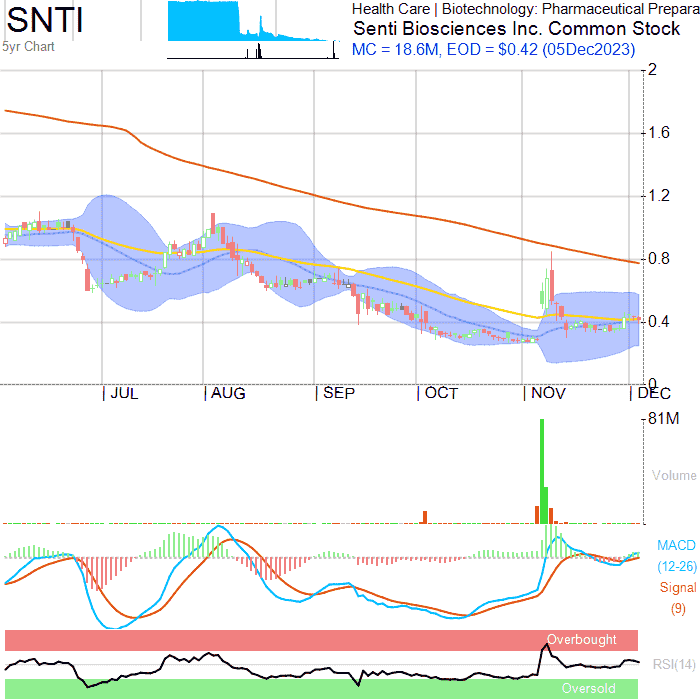 SNTI
5yr Chart
Health Care | Biotechnology: Pharmaceutical Prepara
Senti Biosciences Inc. Common Stock
MC = 18.6M, EOD = $0.42 (05Dec2023)
2
1.6
1.2
0.8
0.4
0
JUL AUG SEP OCT NOV DEC
81M
Volume
MACD
(12-26)
Signal
(9)
Overbought
RSI(14)
Oversold